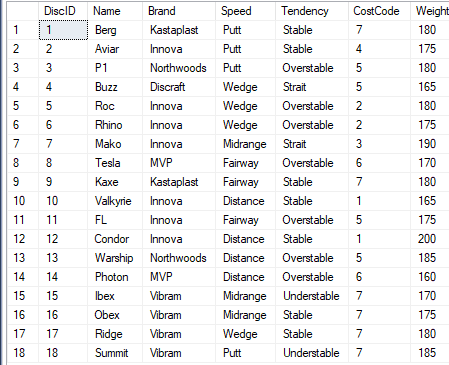 DiscID Name Brand Speed Tendency CostCode Weight
1 1 Berg Kastaplast Putt Stable 7 180
2 2 Aviar Innova Putt Stable 4 175
3 3 P1 Northwoods Putt Overstable 5 180
4 4 Buzz Discraft Wedge Strait 5 165
5 5 Roc Innova Wedge Overstable 2 180
6 6 Rhino Innova Wedge Overstable 2 175
7 7 Mako Innova Midrange Strait 3 190
8 8 Tesla MVP Fairway Overstable 6 170
9 9 Kaxe Kastaplast Fairway Stable 7 180
10 10 Valkyrie Innova Distance Stable 1 165
11 11 FL Innova Fairway Overstable 5 175
12 12 Condor Innova Distance Stable 1 200
13 13 Warship Northwoods Distance Overstable 5 185
14 14 Photon MVP Distance Overstable 6 160
15 15 Ibex Vibram Midrange Understable 7 170
16 16 Obex Vibram Midrange Stable 7 175
17 17 Ridge Vibram Wedge Stable 7 180
18 18 Summit Vibram Putt Understable 7 185